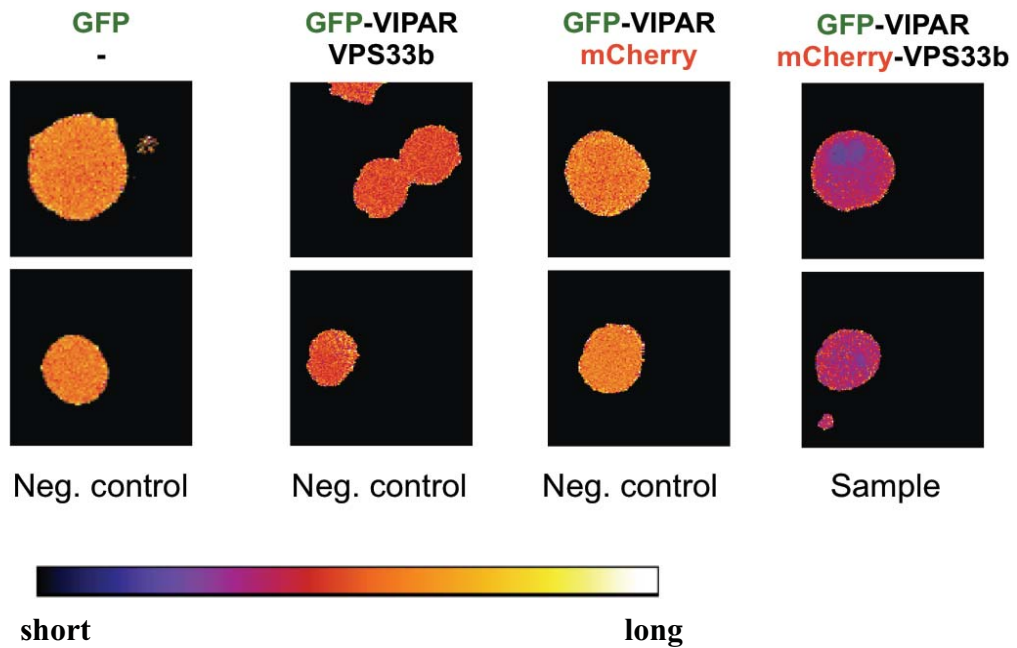 GFP
-
GFP-VIPAR
VPS33b
GFP-VIPAR
mCherry
GFP-VIPAR
mCherry-VPS33b
Neg. control
Neg. control
Neg. control
Sample
short
long